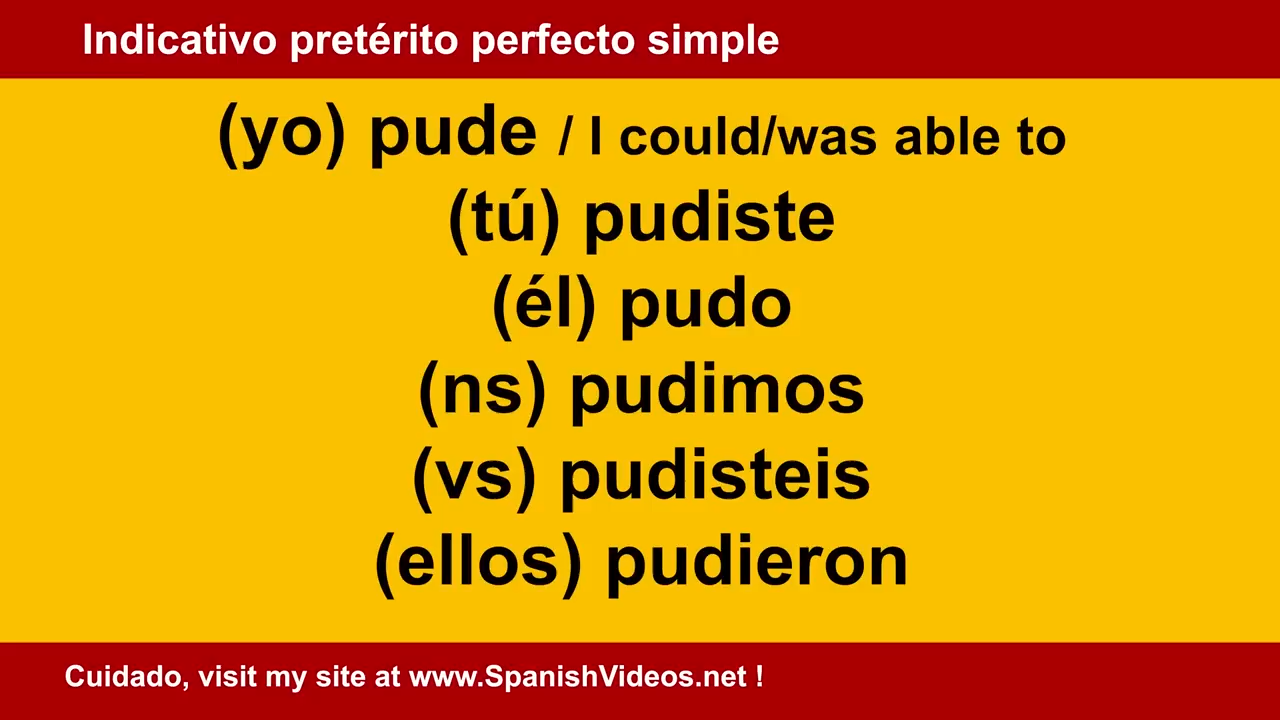 Indicativo pretérito perfecto simple
(yo) pude / I could/was able to
(tú) pudiste
(él) pudo
(ns) pudimos
(vs) pudisteis
(ellos) pudieron
Cuidado, visit my site at www.SpanishVideos.net !